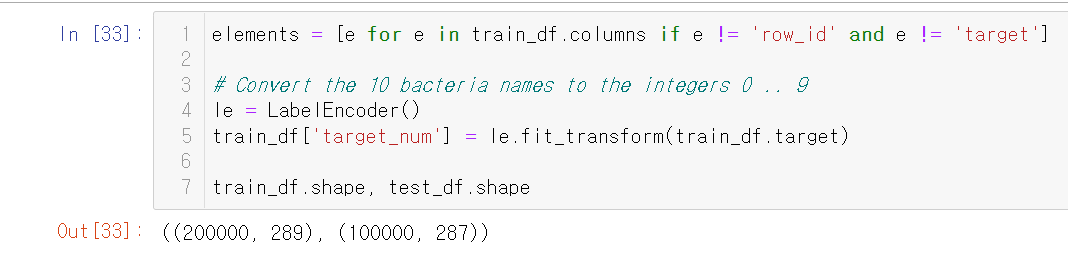 In [33]:
1 elements = [e for e in train_df.columns if e != 'row_id' and e != 'target']
2
3 # Convert the 10 bacteria names to the integers 0 .. 9
4 le = LabelEncoder()
5 train_df['target_num'] = le.fit_transform(train_df.target)
6
7 train_df.shape, test_df.shape
Out[33]: ((200000, 289), (100000, 287))